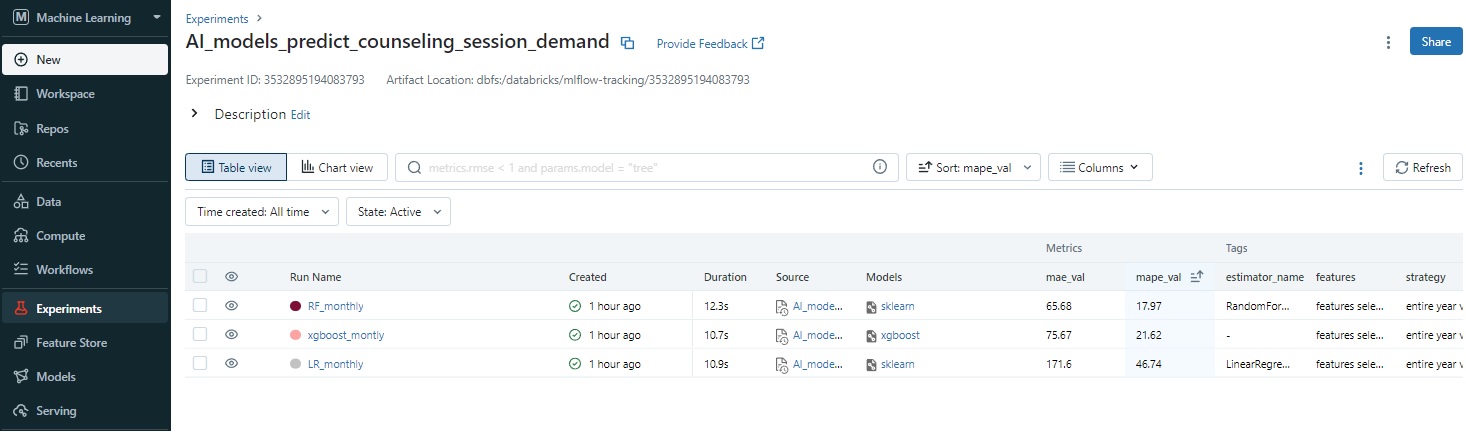 M Machine Learning
New
Workspace
Repos
Recents
Data
Compute
Workflows
Experiments
Feature Store
Models
Serving
Experiments
AI_models_predict_counseling_session_demand Provide Feedback Share
Experiment ID: 3532895194083793 Artifact Location: dbfs:/databricks/mlflow-tracking/3532895194083793
Description Edit
Table view Chart view metrics.rmse < 1 and params.model = "tree" Sort: mape_val Columns Refresh
Time created: All time State: Active
Metrics Tags
Run Name Created Duration Source Models mae_val mape_val estimator_name features strategy
RF_monthly 1 hour ago 12.3s AI_mode... sklearn 65.68 17.97 RandomFor... features sele... entire year v
xgboost_montly 1 hour ago 10.7s AI_mode... xgboost 75.67 21.62 - features sele... entire year v
LR_monthly 1 hour ago 10.9s AI_mode... sklearn 171.6 46.74 LinearRegre... features sele... entire year v